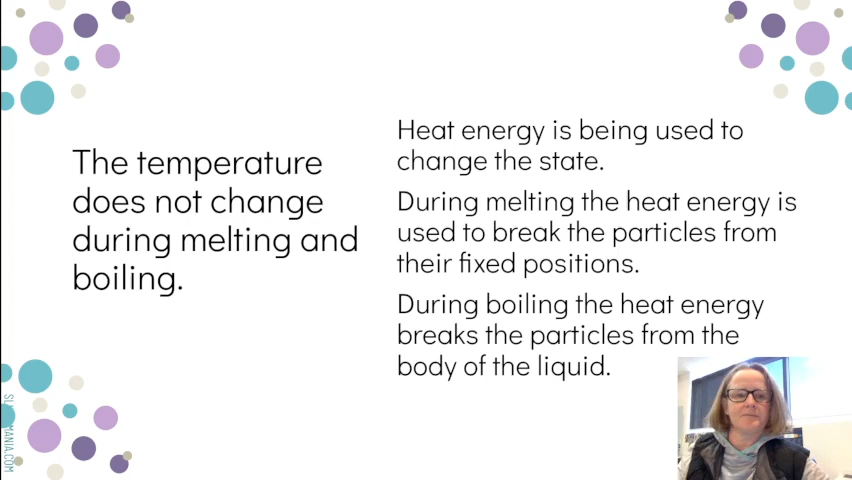 The temperature
does not change
during melting and
boiling.
Heat energy is being used to
change the state.
During melting the heat energy is
used to break the particles from
their fixed positions.
During boiling the heat energy
breaks the particles from the
body of the liquid.